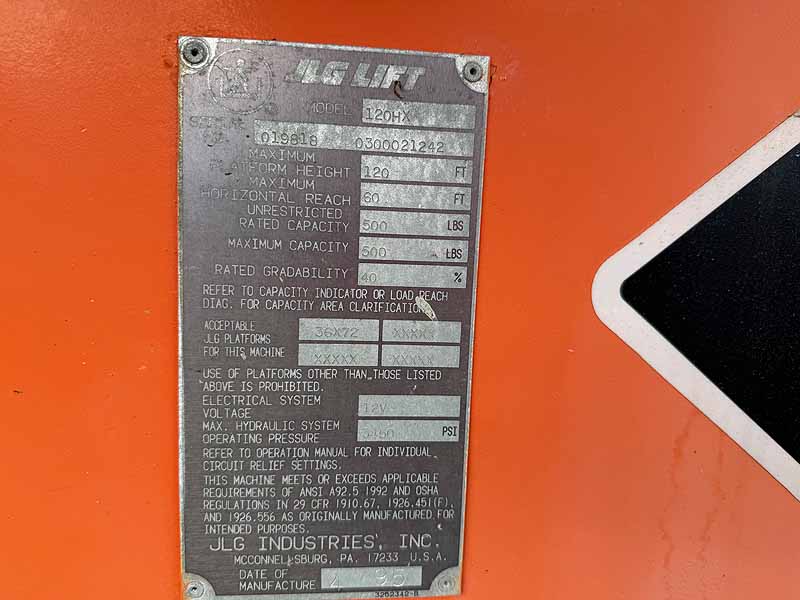 JLG LIFT
MODEL 120HX
019818 0300021242
MAXIMUM
PLATFORM HEIGHT 120 FT
MAXIMUM
HORIZONTAL REACH 60 FT
UNRESTRICTED
RATED CAPACITY 500 LBS
MAXIMUM CAPACITY 500 LBS
RATED GRADABILITY 40 %
REFER TO CAPACITY INDICATOR OR LOAD REACH
DIAG. FOR CAPACITY AREA CLARIFICATION.
ACCEPTABLE 36X72 XXXX
JLG PLATFORMS
FOR THIS MACHINE XXXXX XXXXX
USE OF PLATFORMS OTHER THAN THOSE LISTED
ABOVE IS PROHIBITED.
ELECTRICAL SYSTEM
VOLTAGE 12V
MAX. HYDRAULIC SYSTEM
OPERATING PRESSURE PSI
REFER TO OPERATION MANUAL FOR INDIVIDUAL
CIRCUIT RELIEF SETTINGS.
THIS MACHINE MEETS OR EXCEEDS APPLICABLE
REQUIREMENTS OF ANSI A92.5 1992 AND OSHA
REGULATIONS IN 29 CFR 1910.67, 1926.451(F),
AND 1926.556 AS ORIGINALLY MANUFACTURED FOR
INTENDED PURPOSES.
JLG INDUSTRIES, INC.
MCCONNELLSBURG, PA. 17233 U.S.A.
DATE OF
MANUFACTURE 4 95